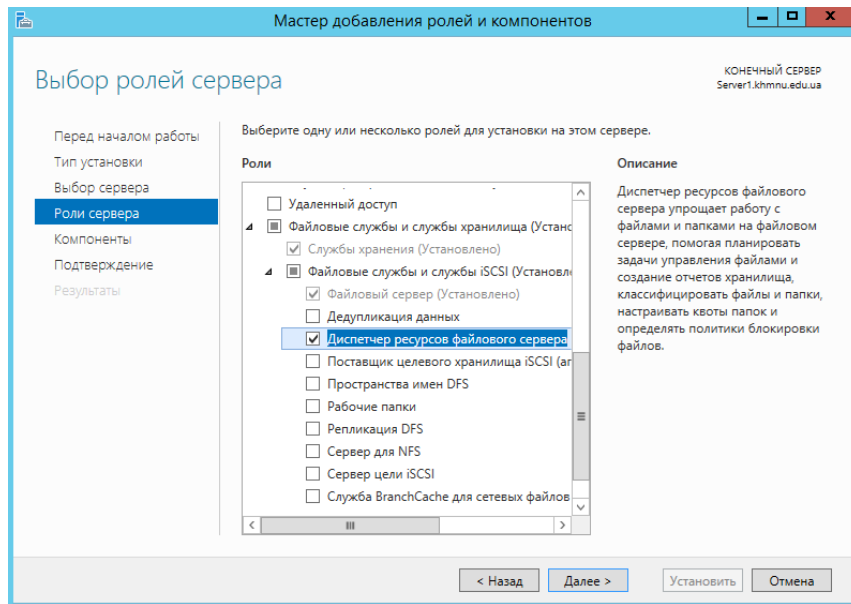 Мастер добавления ролей и компонентов
Выбор ролей сервера
КОНЕЧНЫЙ СЕРВЕР
Server1.khmnu.edu.ua
Перед началом работы
Тип установки
Выбор сервера
Роли сервера
Компоненты
Подтверждение
Результаты
Выберите одну или несколько ролей для установки на этом сервере.
Роли
Удаленный доступ
Файловые службы и службы хранилища (Устанс
Службы хранения (Установлено)
Файловые службы и службы iSCSI (Установл
Файловый сервер (Установлено)
Дедупликация данных
Диспетчер ресурсов файлового сервера
Поставщик целевого хранилища iSCSI (ап
Пространства имен DFS
Рабочие папки
Репликация DFS
Сервер для NFS
Сервер цели iSCSI
Служба BranchCache для сетевых файлов
Описание
Диспетчер ресурсов файлового
сервера упрощает работу с
файлами и папками на файловом
сервере, помогая планировать
задачи управления файлами и
создание отчетов хранилища,
классифицировать файлы и папки,
настраивать квоты папок и
определять политики блокировки
файлов.
< Назад
Далее >
Установить
Отмена